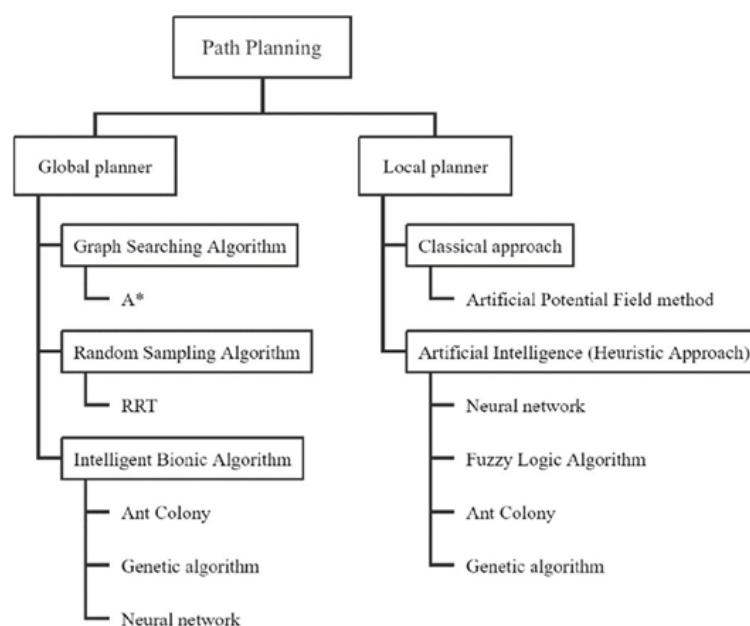 Path Planning
Global planner
Graph Searching Algorithm
A*
Random Sampling Algorithm
RRT
Intelligent Bionic Algorithm
Ant Colony
Genetic algorithm
Neural network
Local planner
Classical approach
Artificial Potential Field method
Artificial Intelligence (Heuristic Approach)
Neural network
Fuzzy Logic Algorithm
Ant Colony
Genetic algorithm